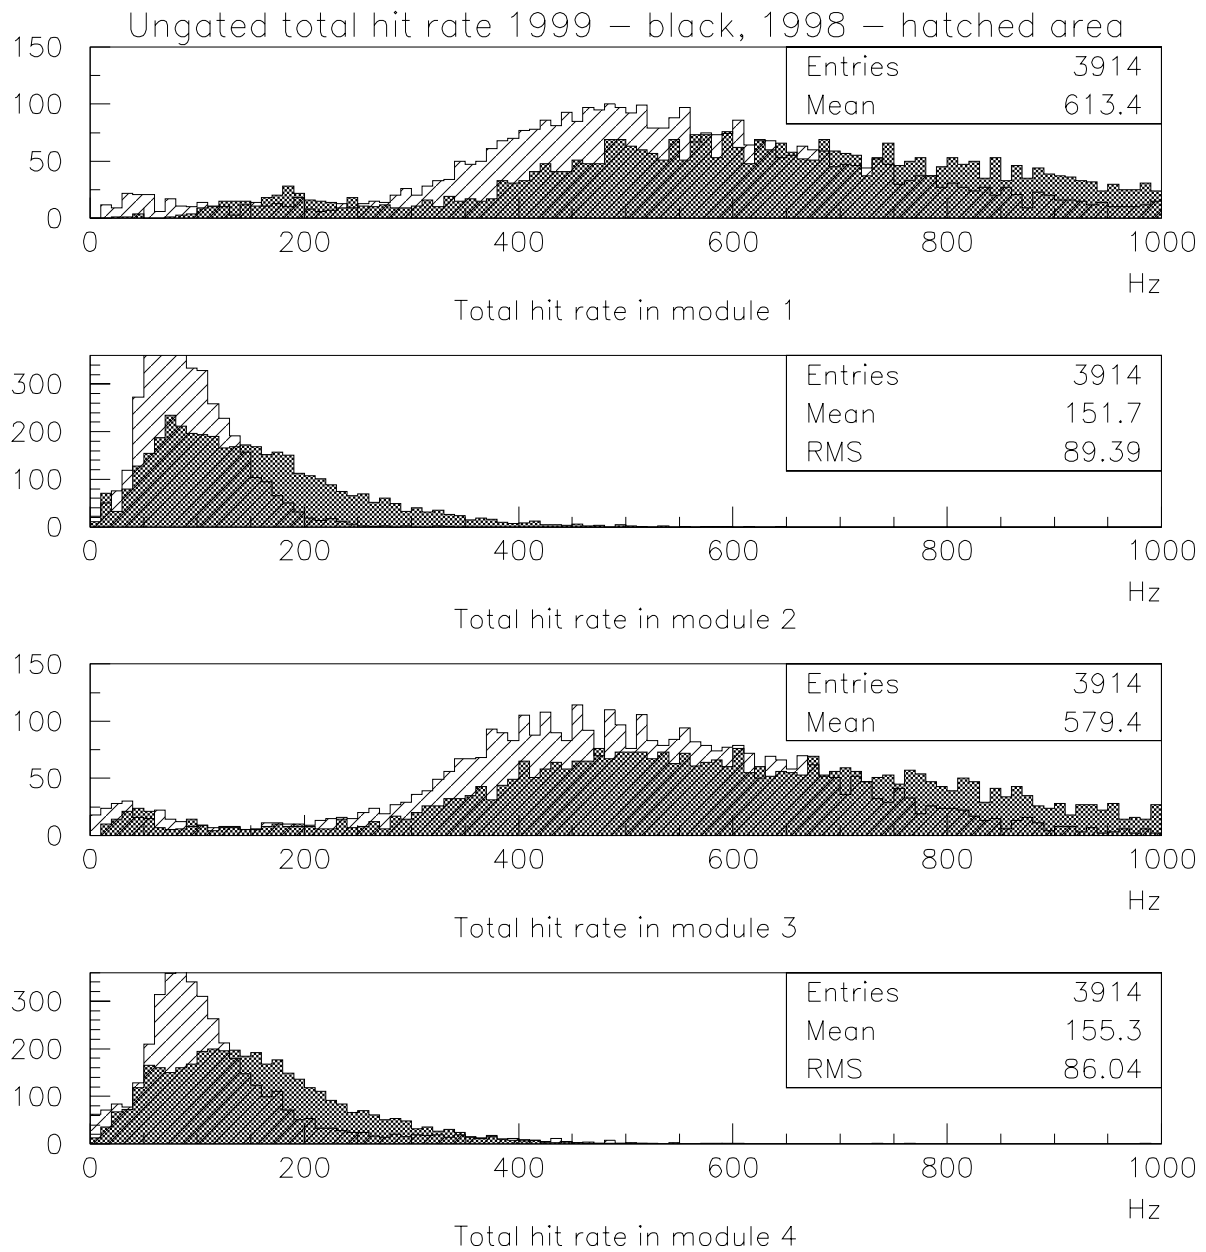 Ungated total hit rate 1999 – black, 1998 – hatched area
150
100
50
0
Entries 3914
Mean 613.4
0 200 400 600 800 1000
Hz
Total hit rate in module 1
300
200
100
0
Entries 3914
Mean 151.7
RMS 89.39
0 200 400 600 800 1000
Hz
Total hit rate in module 2
150
100
50
0
Entries 3914
Mean 579.4
0 200 400 600 800 1000
Hz
Total hit rate in module 3
300
200
100
0
Entries 3914
Mean 155.3
RMS 86.04
0 200 400 600 800 1000
Hz
Total hit rate in module 4